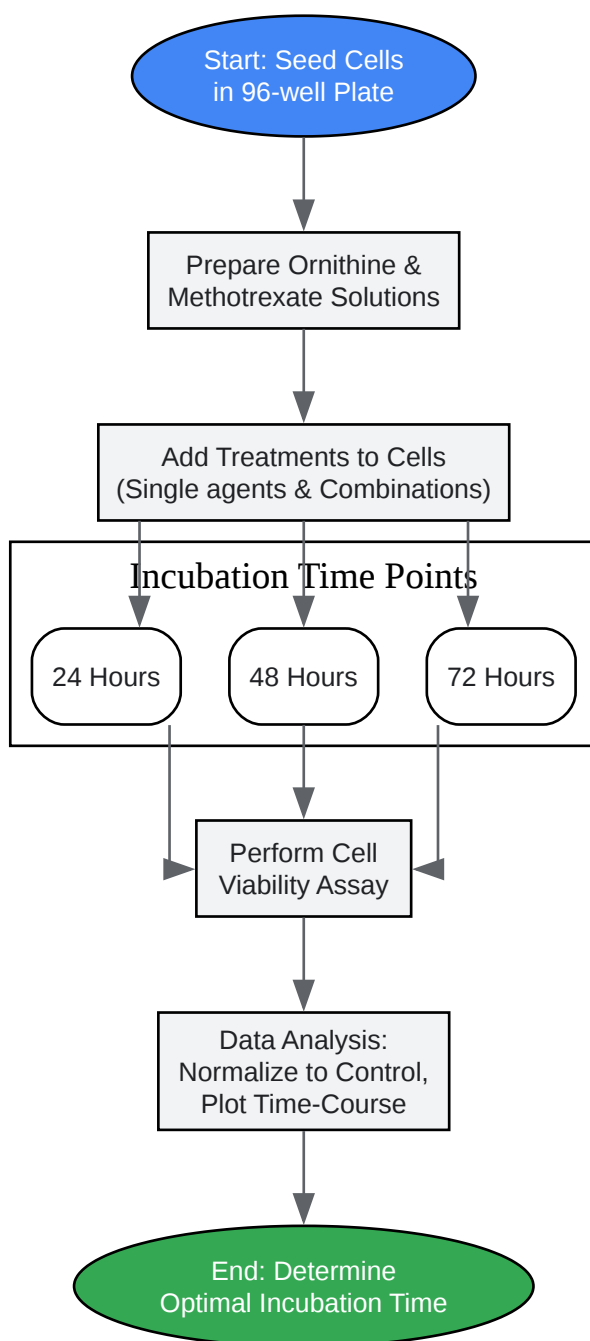 Start: Seed Cells
in 96-well Plate
Prepare Ornithine &
Methotrexate Solutions
Add Treatments to Cells
(Single agents & Combinations)
Incubation Time Points
24 Hours
48 Hours
72 Hours
Perform Cell
Viability Assay
Data Analysis:
Normalize to Control,
Plot Time-Course
End: Determine
Optimal Incubation Time